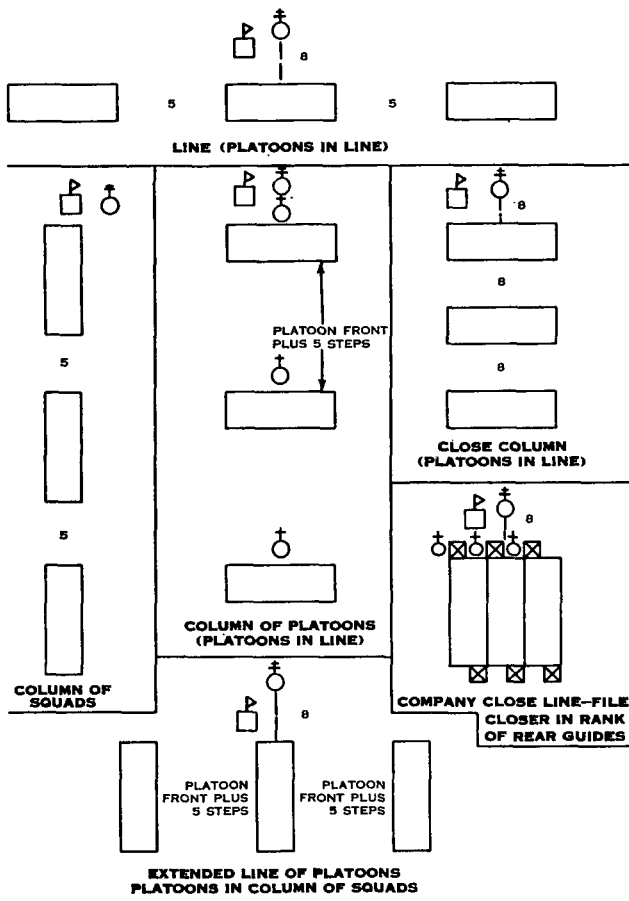 8
5
5
LINE (PLATOONS IN LINE)
5
5
COLUMN OF
SQUADS
PLATOON FRONT
PLUS 5 STEPS
COLUMN OF PLATOONS
(PLATOONS IN LINE)
8
8
8
CLOSE COLUMN
(PLATOONS IN LINE)
8
COMPANY CLOSE LINE—FILE
CLOSER IN RANK
OF REAR GUIDES
8
PLATOON
FRONT PLUS
5 STEPS
PLATOON
FRONT PLUS
5 STEPS
EXTENDED LINE OF PLATOONS
PLATOONS IN COLUMN OF SQUADS